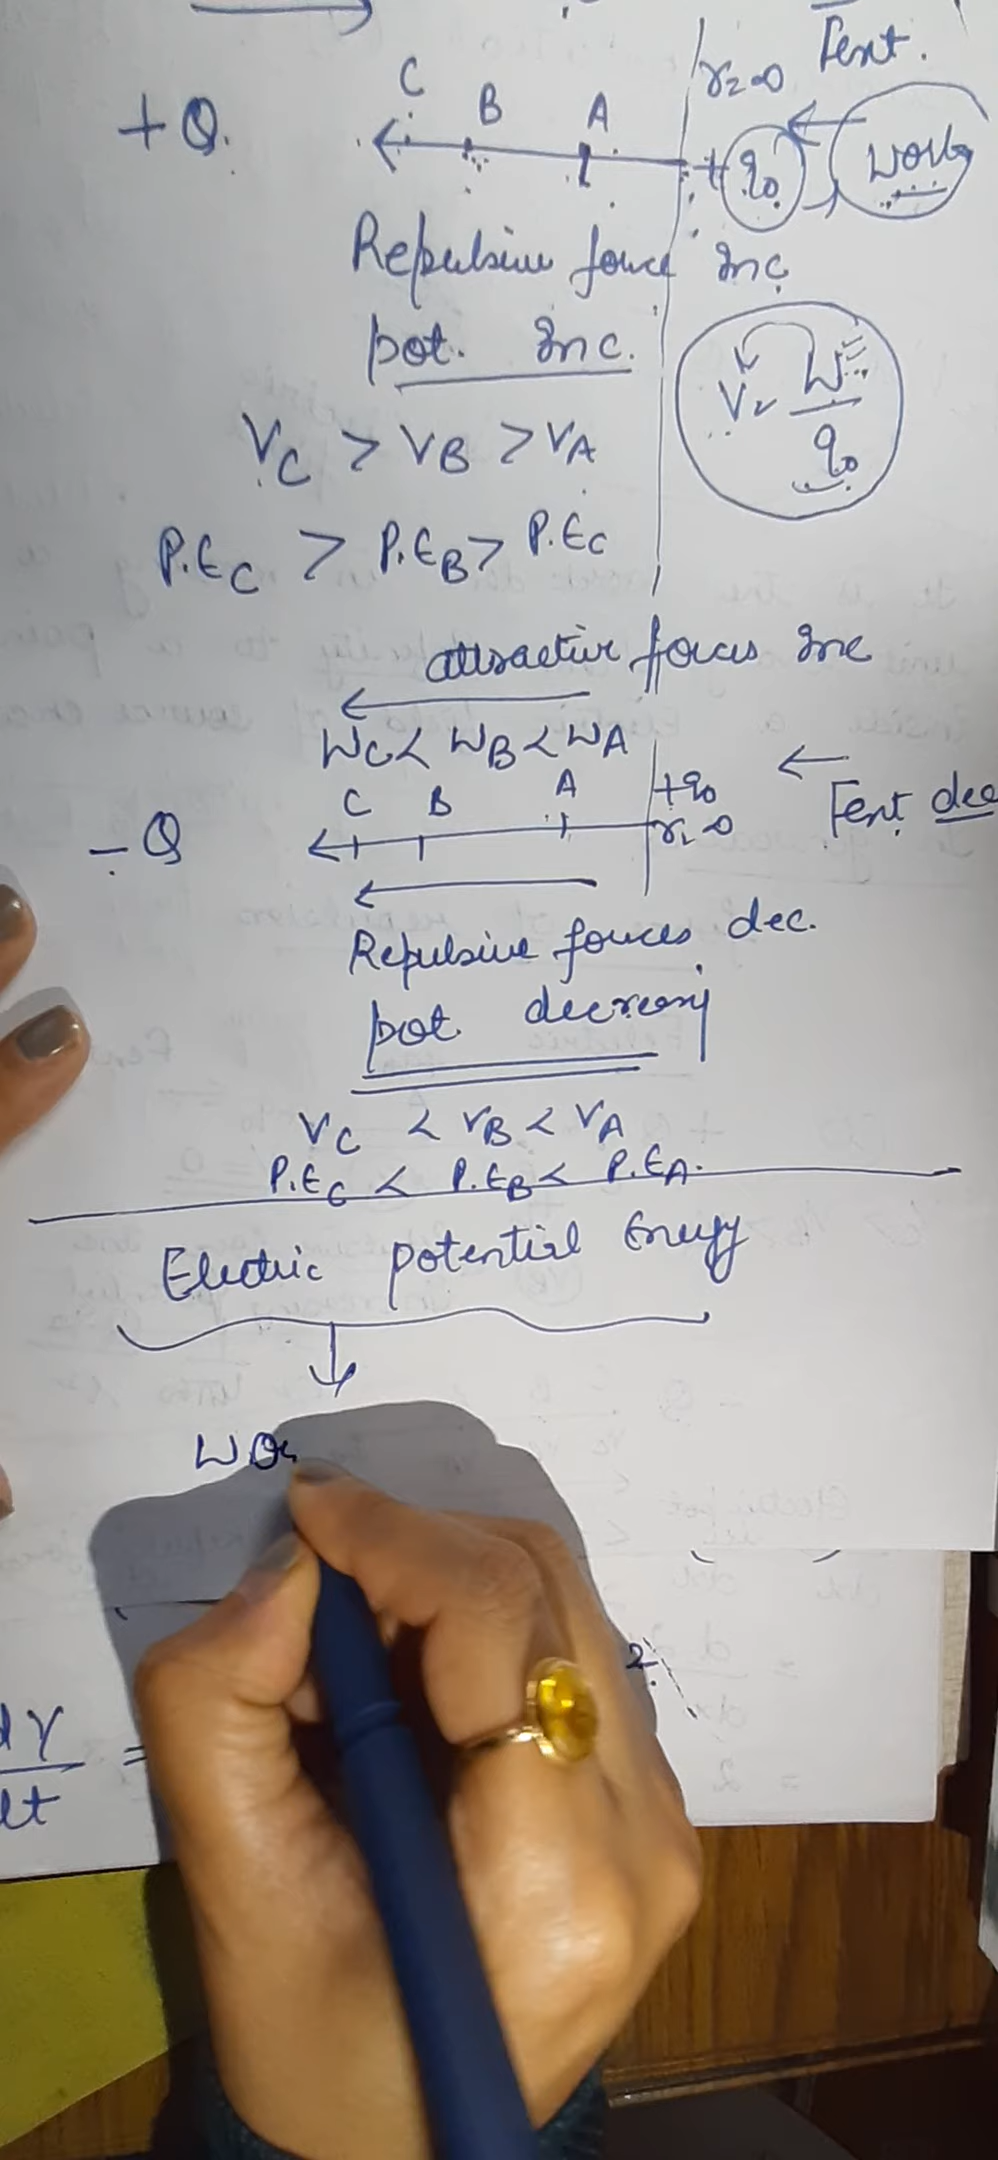 Fext.
C B A r=∞
+Q. +q₀ work
Repulsive force Inc
pot. Inc.
V = W / q₀
VC > VB > VA
P.EC > P.EB > P.EC
attractive forces Inc
WC < WB < WA
C B A +q₀
- Q r=∞ Fext dec
Repulsive forces dec.
pot. decreasing
VC < VB < VA
P.EC < P.EB < P.EA.
Electric potential Energy
2